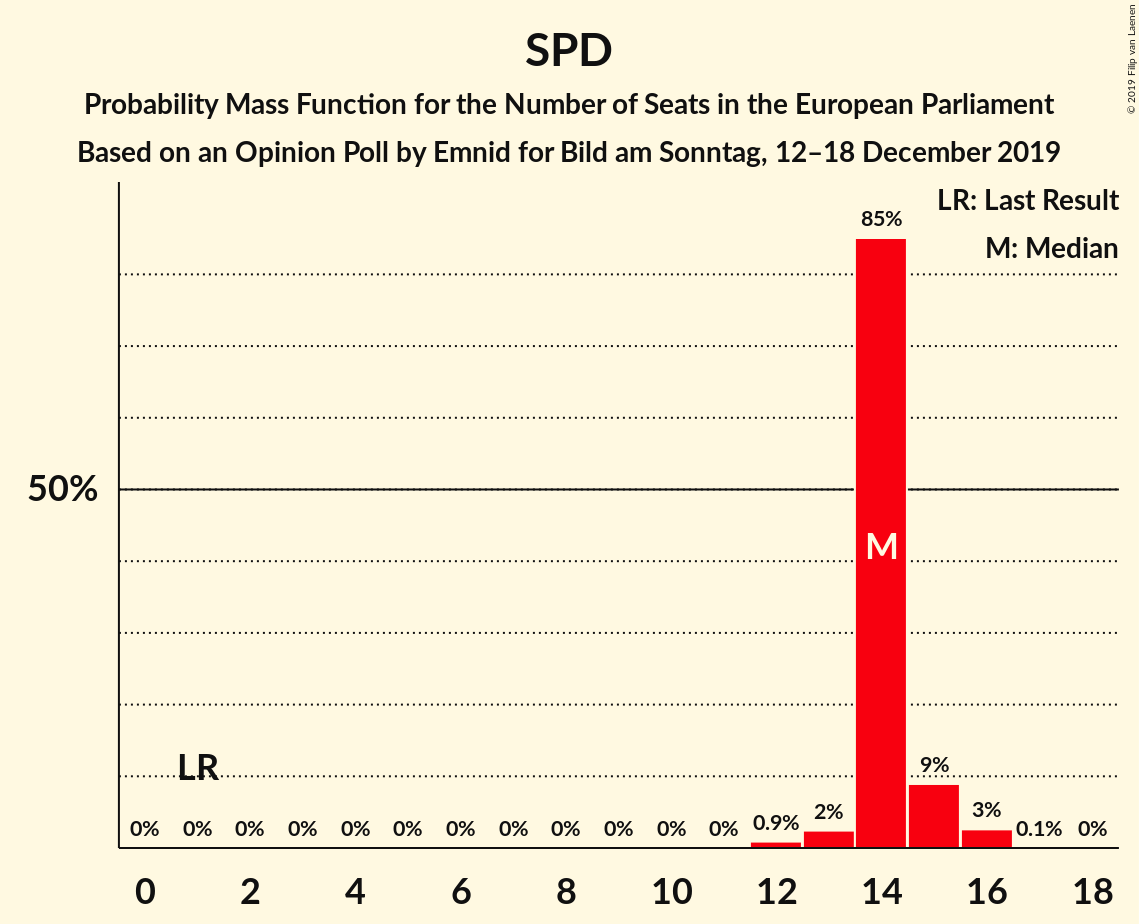 SPD
Probability Mass Function for the Number of Seats in the European Parliament
Based on an Opinion Poll by Emnid for Bild am Sonntag, 12–18 December 2019
© 2019 Filip van Laenen
LR: Last Result
M: Median
85%
50%
M
LR
0% 0% 0% 0% 0% 0% 0% 0% 0% 0% 0% 0% 0.9% 2% 9% 3% 0.1% 0%
0 2 4 6 8 10 12 14 16 18